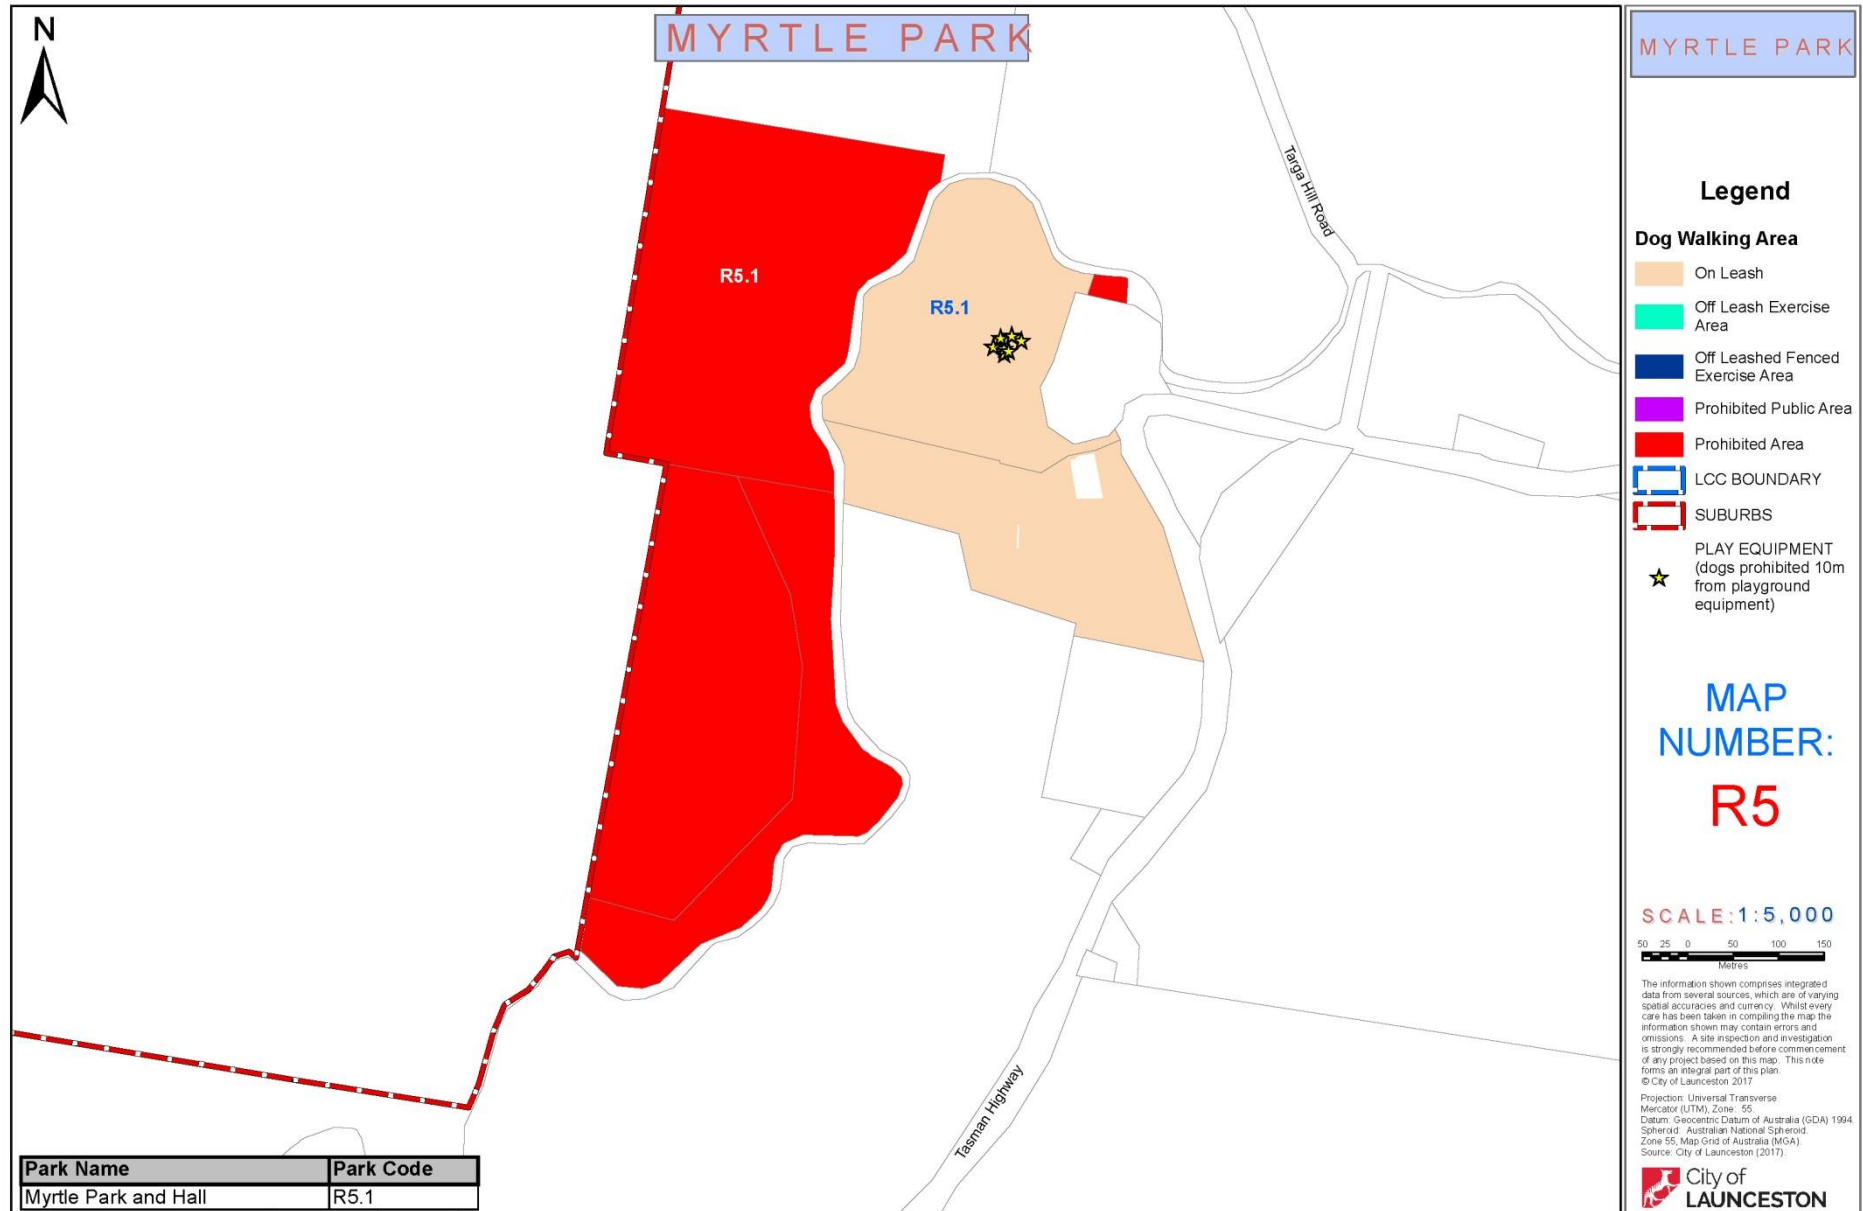 N
MYRTLE PARK
Targa Hill Road
R5.1
R5.1
Tasman Highway
Park Name Park Code
Myrtle Park and Hall R5.1
MYRTLE PARK
Legend
Dog Walking Area
On Leash
Off Leash Exercise
Area
Off Leashed Fenced
Exercise Area
Prohibited Public Area
Prohibited Area
LCC BOUNDARY
SUBURBS
PLAY EQUIPMENT
(dogs prohibited 10m
from playground
equipment)
MAP
NUMBER:
R5
SCALE:1:5,000
50 25 0 50 100 150
Metres
The information shown comprises integrated
data from several sources, which are of varying
spatial accuracies and currency. Whilst every
care has been taken in compiling the map the
information shown may contain errors and
omissions. A site inspection and investigation
is strongly recommended before commencement
of any project based on this map. This note
forms an integral part of this plan.
© City of Launceston 2017
Projection: Universal Transverse
Mercator (UTM), Zone: 55.
Datum: Geocentric Datum of Australia (GDA) 1994.
Spheroid: Australian National Spheroid.
Zone 55, Map Grid of Australia (MGA).
Source: City of Launceston (2017).
City of
LAUNCESTON